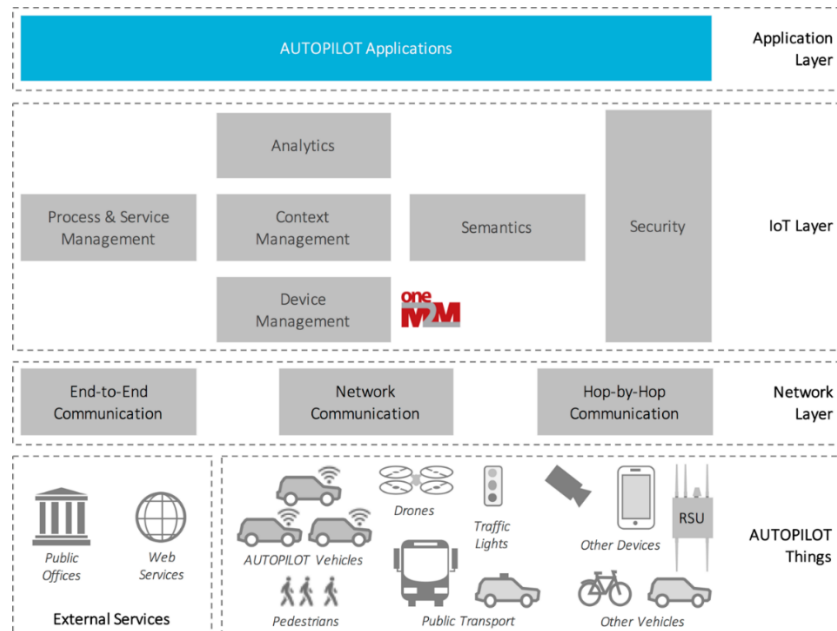 AUTOPILOT Applications
Application
Layer
Analytics
Process & Service
Management
Context
Management
Semantics
Security
IoT Layer
Device
Management
one
M2M
End-to-End
Communication
Network
Communication
Hop-by-Hop
Communication
Network
Layer
Public
Offices
Web
Services
External Services
AUTOPILOT Vehicles
Drones
Traffic
Lights
Other Devices
RSU
AUTOPILOT
Things
Pedestrians
Public Transport
Other Vehicles